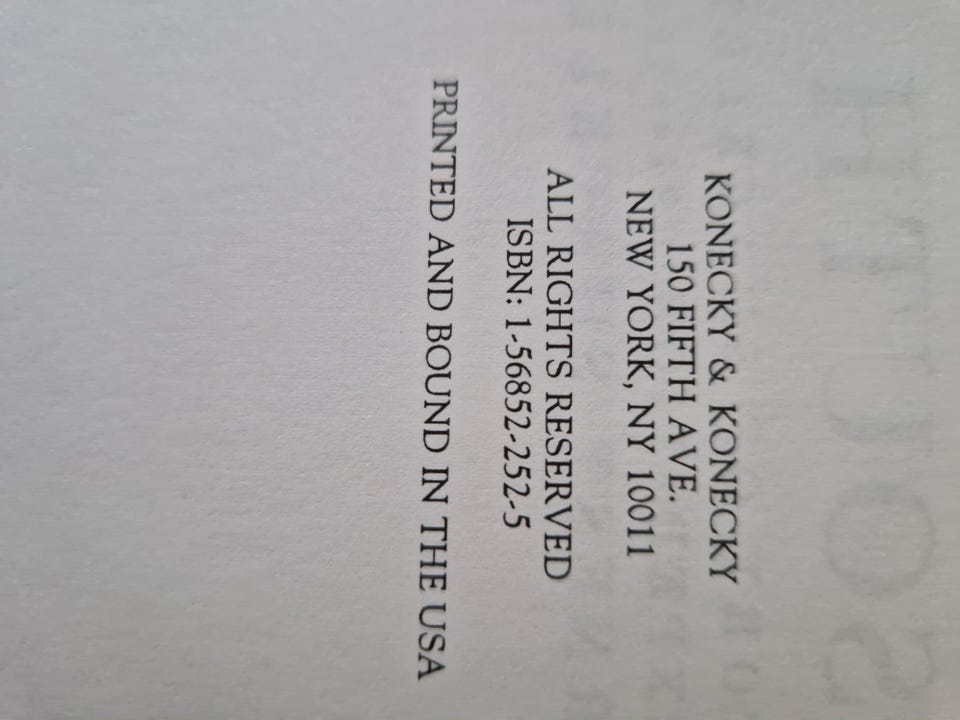 KONECKY & KONECKY
150 FIFTH AVE.
NEW YORK, NY 10011
ALL RIGHTS RESERVED
ISBN: 1-56852-252-5
PRINTED AND BOUND IN THE USA